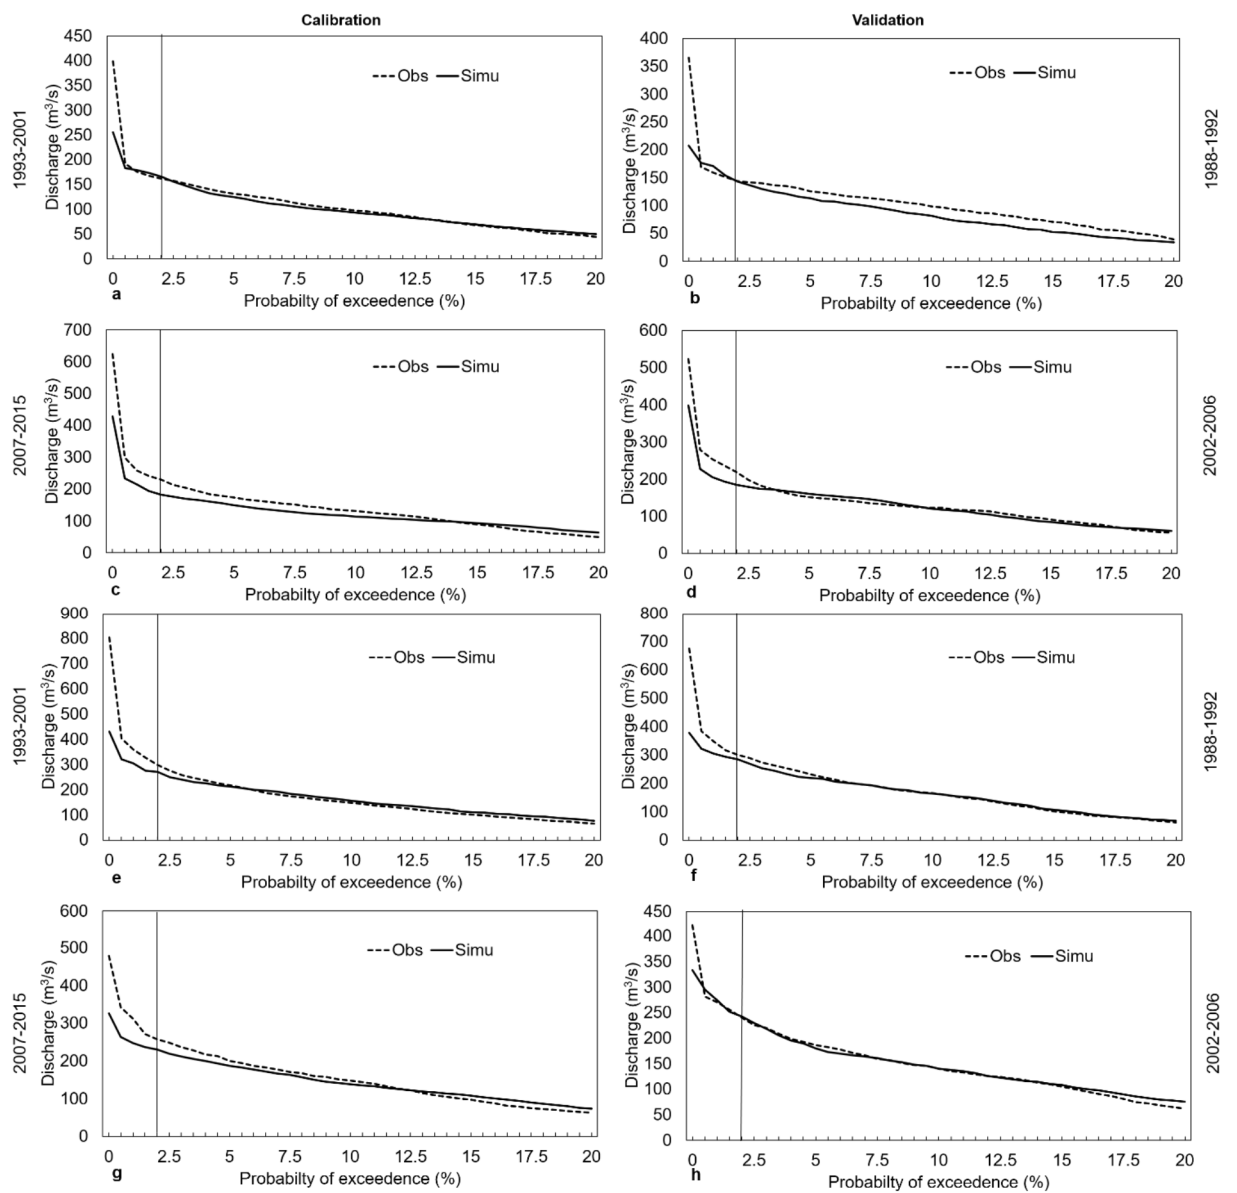 Calibration
Validation
1993-2001
Discharge (m³/s)
450
400
350
300
250
200
150
100
50
0
Obs Simu
0 2.5 5 7.5 10 12.5 15 17.5 20
a
Probabilty of exceedence (%)
Discharge (m³/s)
400
350
300
250
200
150
100
50
0
Obs Simu
0 2.5 5 7.5 10 12.5 15 17.5 20
b
Probabilty of exceedence (%)
1988-1992
2007-2015
Discharge (m³/s)
700
600
500
400
300
200
100
0
Obs Simu
0 2.5 5 7.5 10 12.5 15 17.5 20
c
Probabilty of exceedence (%)
Discharge (m³/s)
600
500
400
300
200
100
0
Obs Simu
0 2.5 5 7.5 10 12.5 15 17.5 20
d
Probabilty of exceedence (%)
2002-2006
1993-2001
Discharge (m³/s)
900
800
700
600
500
400
300
200
100
0
Obs Simu
0 2.5 5 7.5 10 12.5 15 17.5 20
e
Probabilty of exceedence (%)
Discharge (m³/s)
800
700
600
500
400
300
200
100
0
Obs Simu
0 2.5 5 7.5 10 12.5 15 17.5 20
f
Probabilty of exceedence (%)
1988-1992
2007-2015
Discharge (m³/s)
600
500
400
300
200
100
0
Obs Simu
0 2.5 5 7.5 10 12.5 15 17.5 20
g
Probabilty of exceedence (%)
Discharge (m³/s)
450
400
350
300
250
200
150
100
50
0
Obs Simu
0 2.5 5 7.5 10 12.5 15 17.5 20
h
Probabilty of exceedence (%)
2002-2006